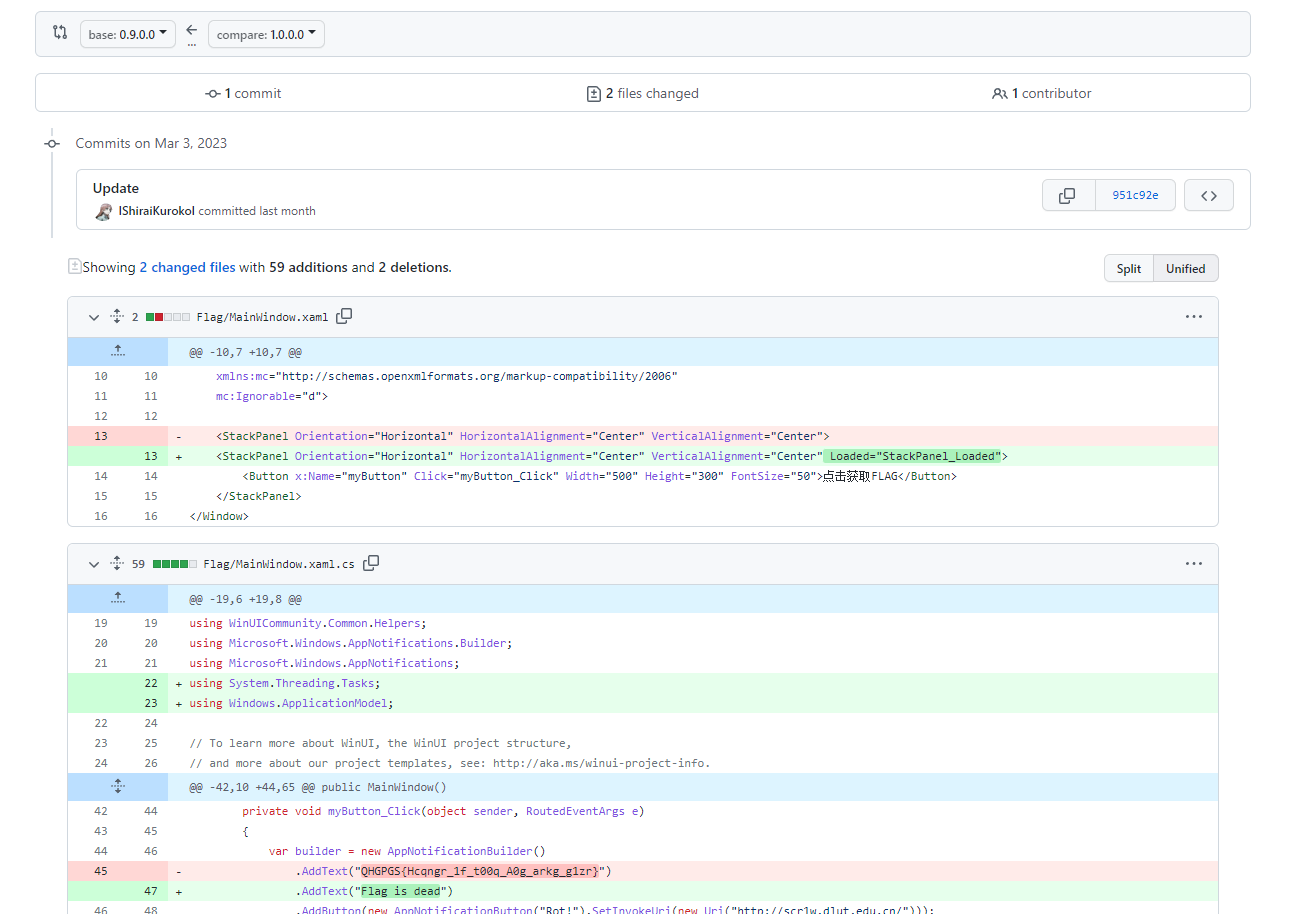 base: 0.9.0.0 ... compare: 1.0.0.0
1 commit 2 files changed 1 contributor
Commits on Mar 3, 2023
Update
IShiraiKurokoI committed last month
951c92e
Showing 2 changed files with 59 additions and 2 deletions.
Split Unified
2 Flag/MainWindow.xaml
@@ -10,7 +10,7 @@
10 10 xmlns:mc="http://schemas.openxmlformats.org/markup-compatibility/2006"
11 11 mc:Ignorable="d">
12 12
13 - <StackPanel Orientation="Horizontal" HorizontalAlignment="Center" VerticalAlignment="Center">
13 + <StackPanel Orientation="Horizontal" HorizontalAlignment="Center" VerticalAlignment="Center" Loaded="StackPanel_Loaded">
14 14 <Button x:Name="myButton" Click="myButton_Click" Width="500" Height="300" FontSize="50">点击获取FLAG</Button>
15 15 </StackPanel>
16 16 </Window>
59 Flag/MainWindow.xaml.cs
@@ -19,6 +19,8 @@
19 19 using WinUICommunity.Common.Helpers;
20 20 using Microsoft.Windows.AppNotifications.Builder;
21 21 using Microsoft.Windows.AppNotifications;
22 + using System.Threading.Tasks;
23 + using Windows.ApplicationModel;
22 24
23 25 // To learn more about WinUI, the WinUI project structure,
24 26 // and more about our project templates, see: http://aka.ms/winui-project-info.
@@ -42,10 +44,65 @@ public MainWindow()
42 44 private void myButton_Click(object sender, RoutedEventArgs e)
43 45 {
44 46 var builder = new AppNotificationBuilder()
45 - .AddText("QHGPGS{Hcqngr_1f_t00q_A0g_arkg_g1zr}")
47 + .AddText("Flag is dead")
46 48 .AddButton(new AppNotificationButton("Rot!").SetInvokeUri(new Uri("http://scr1w.dlut.edu.cn/")));